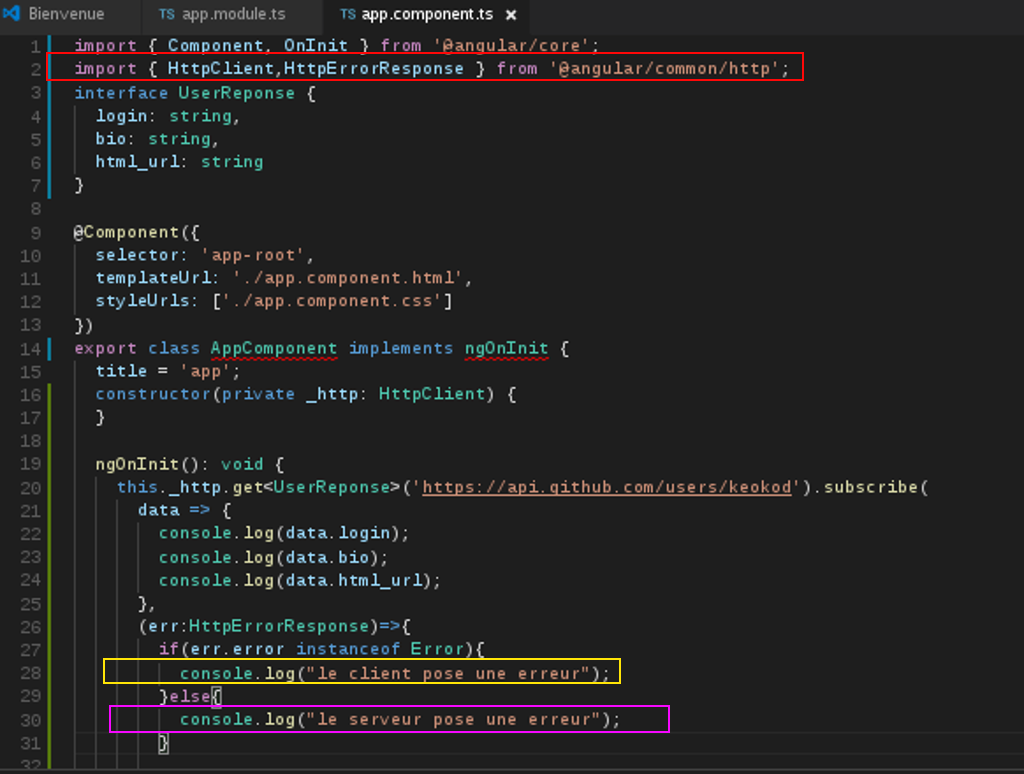 Bienvenue
TS app.module.ts
TS app.component.ts ×
1 import { Component, OnInit } from '@angular/core';
2 import { HttpClient,HttpErrorResponse } from '@angular/common/http';
3 interface UserReponse {
4 login: string,
5 bio: string,
6 html_url: string
7 }
8
9 @Component({
10 selector: 'app-root',
11 templateUrl: './app.component.html',
12 styleUrls: ['./app.component.css']
13 })
14 export class AppComponent implements ngOnInit {
15 title = 'app';
16 constructor(private _http: HttpClient) {
17 }
18
19 ngOnInit(): void {
20 this._http.get<UserReponse>('https://api.github.com/users/keokod').subscribe(
21 data => {
22 console.log(data.login);
23 console.log(data.bio);
24 console.log(data.html_url);
25 },
26 (err:HttpErrorResponse)=>{
27 if(err.error instanceof Error){
28 console.log("le client pose une erreur");
29 }else{
30 console.log("le serveur pose une erreur");
31 }
32